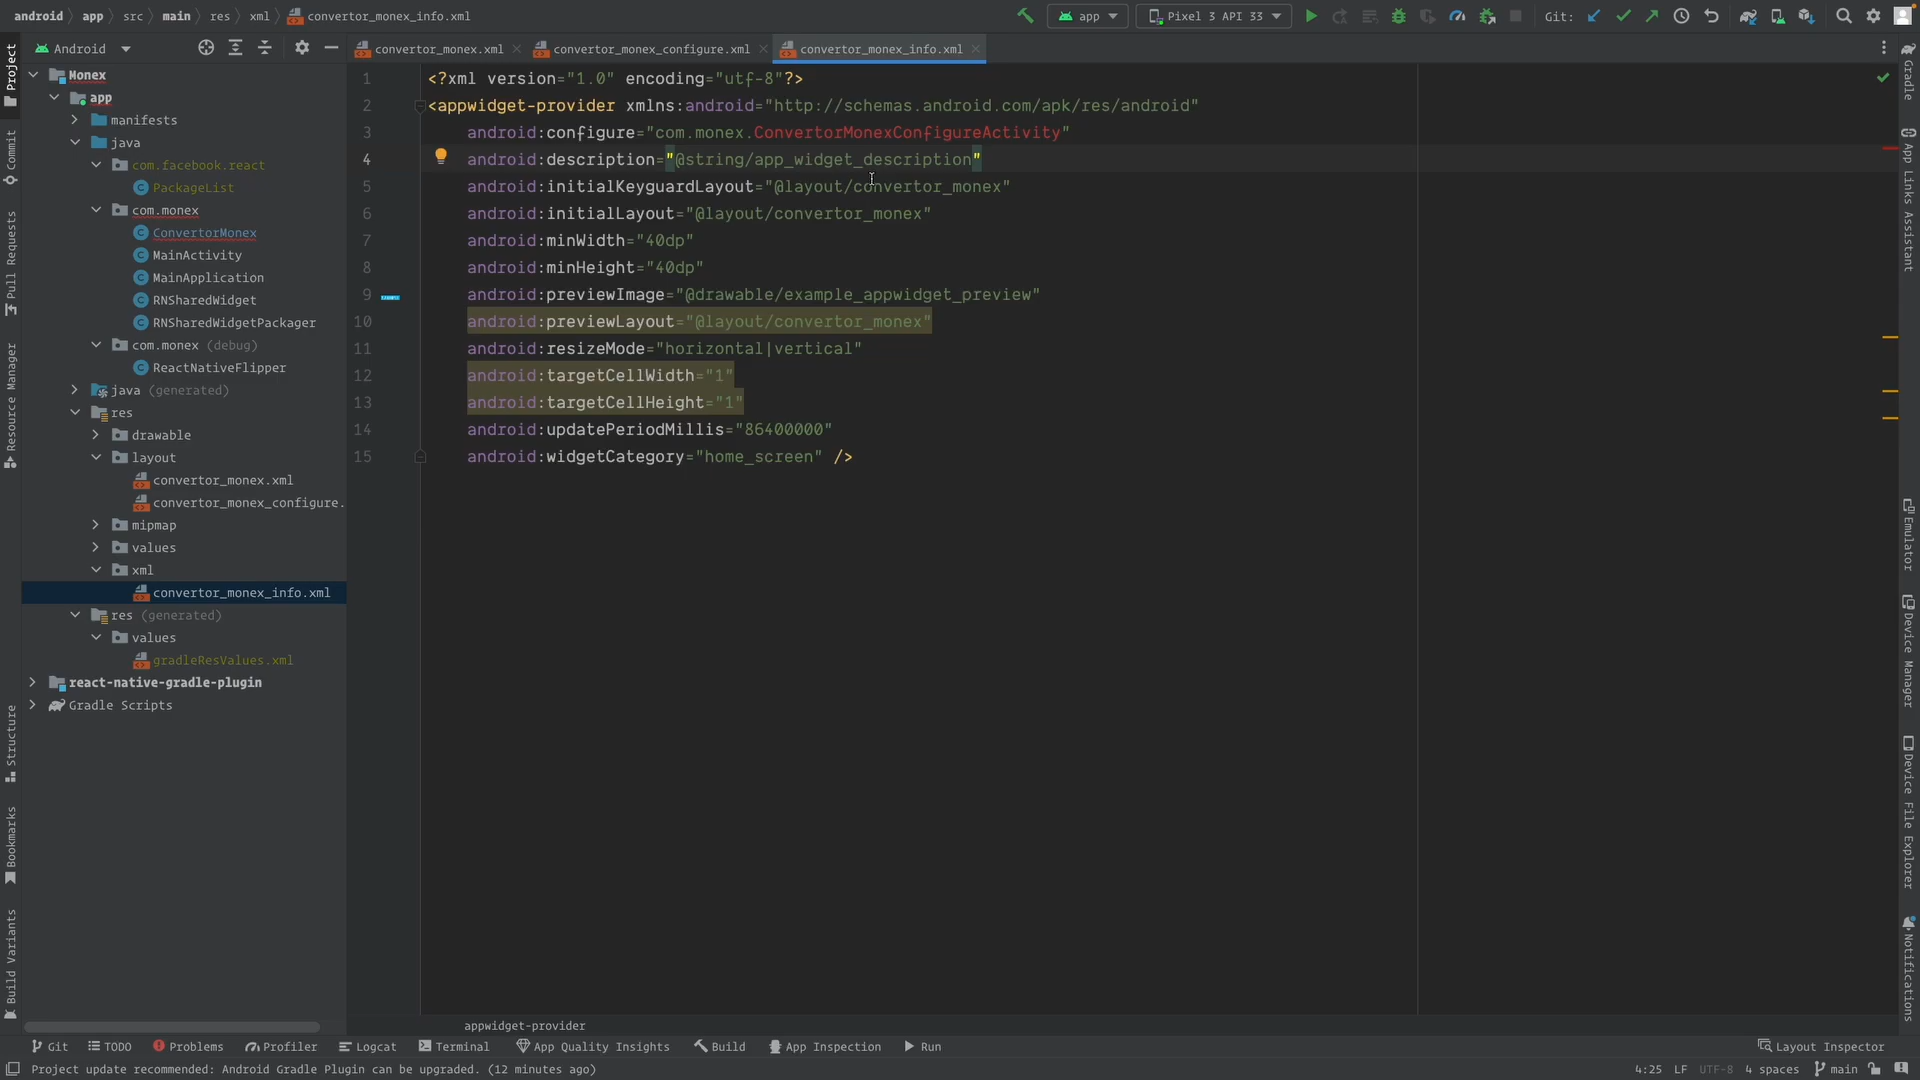 android > app > src > main > res > xml > convertor_monex_info.xml
app
Pixel 3 API 33
Git:
Android
convertor_monex.xml
convertor_monex_configure.xml
convertor_monex_info.xml
Project
Commit
Pull Requests
Resource Manager
Structure
Bookmarks
Build Variants
Monex
app
manifests
java
com.facebook.react
PackageList
com.monex
ConvertorMonex
MainActivity
MainApplication
RNSharedWidget
RNSharedWidgetPackager
com.monex (debug)
ReactNativeFlipper
java (generated)
res
drawable
layout
convertor_monex.xml
convertor_monex_configure.
mipmap
values
xml
convertor_monex_info.xml
res (generated)
values
gradleResValues.xml
react-native-gradle-plugin
Gradle Scripts
1 <?xml version="1.0" encoding="utf-8"?>
2 <appwidget-provider xmlns:android="http://schemas.android.com/apk/res/android"
3 android:configure="com.monex.ConvertorMonexConfigureActivity"
4 android:description="@string/app_widget_description"
5 android:initialKeyguardLayout="@layout/convertor_monex"
6 android:initialLayout="@layout/convertor_monex"
7 android:minWidth="40dp"
8 android:minHeight="40dp"
9 android:previewImage="@drawable/example_appwidget_preview"
10 android:previewLayout="@layout/convertor_monex"
11 android:resizeMode="horizontal|vertical"
12 android:targetCellWidth="1"
13 android:targetCellHeight="1"
14 android:updatePeriodMillis="86400000"
15 android:widgetCategory="home_screen" />
Gradle
App Links Assistant
Emulator
Device Manager
Device File Explorer
Notifications
appwidget-provider
Git TODO Problems Profiler Logcat Terminal App Quality Insights Build App Inspection Run Layout Inspector
Project update recommended: Android Gradle Plugin can be upgraded. (12 minutes ago) 4:25 LF UTF-8 4 spaces main